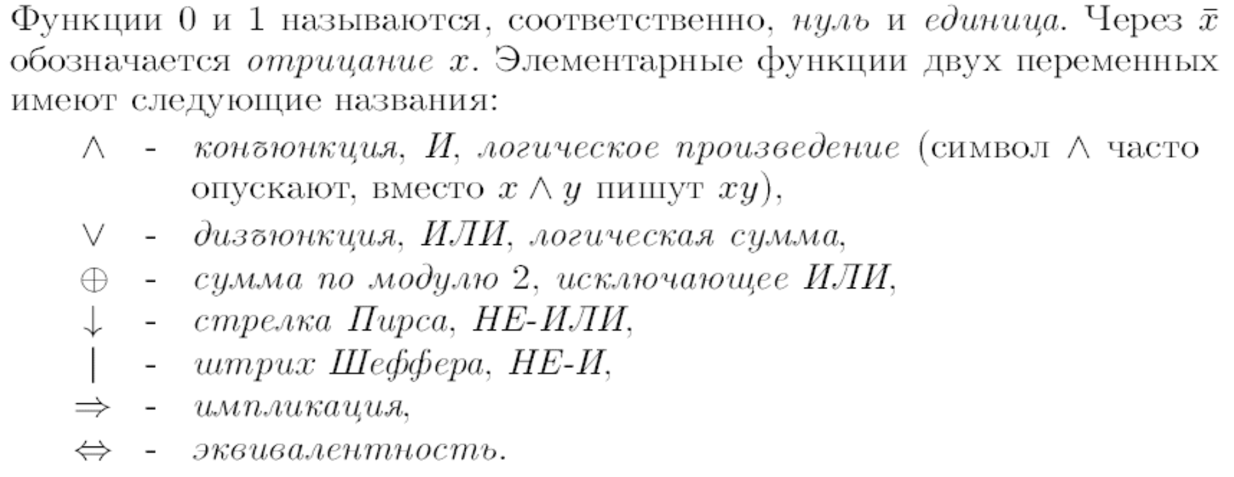 Функции 0 и 1 называются, соответственно, нуль и единица. Через x̄
обозначается отрицание x. Элементарные функции двух переменных
имеют следующие названия:
∧ - конъюнкция, И, логическое произведение (символ ∧ часто
опускают, вместо x ∧ y пишут xy),
∨ - дизъюнкция, ИЛИ, логическая сумма,
⊕ - сумма по модулю 2, исключающее ИЛИ,
↓ - стрелка Пирса, НЕ-ИЛИ,
| - штрих Шеффера, НЕ-И,
⇒ - импликация,
⇔ - эквивалентность.